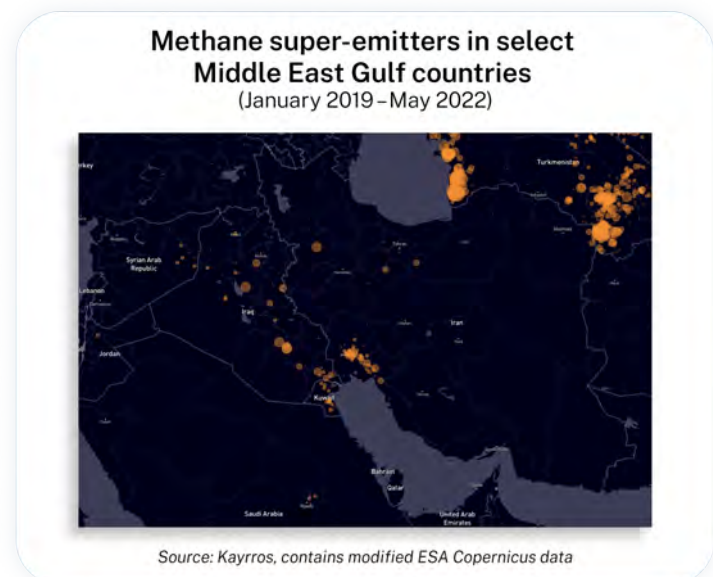 Methane super-emitters in select
Middle East Gulf countries
(January 2019 – May 2022)
rkey
Turkmenistan
Syrian Arab
Republic
Lebanon
Iraq
Iran
Jordan
Kuwait
Bahrain
Qatar
Saudi Arabia
United Arab
Emirates
Source: Kayrros, contains modified ESA Copernicus data